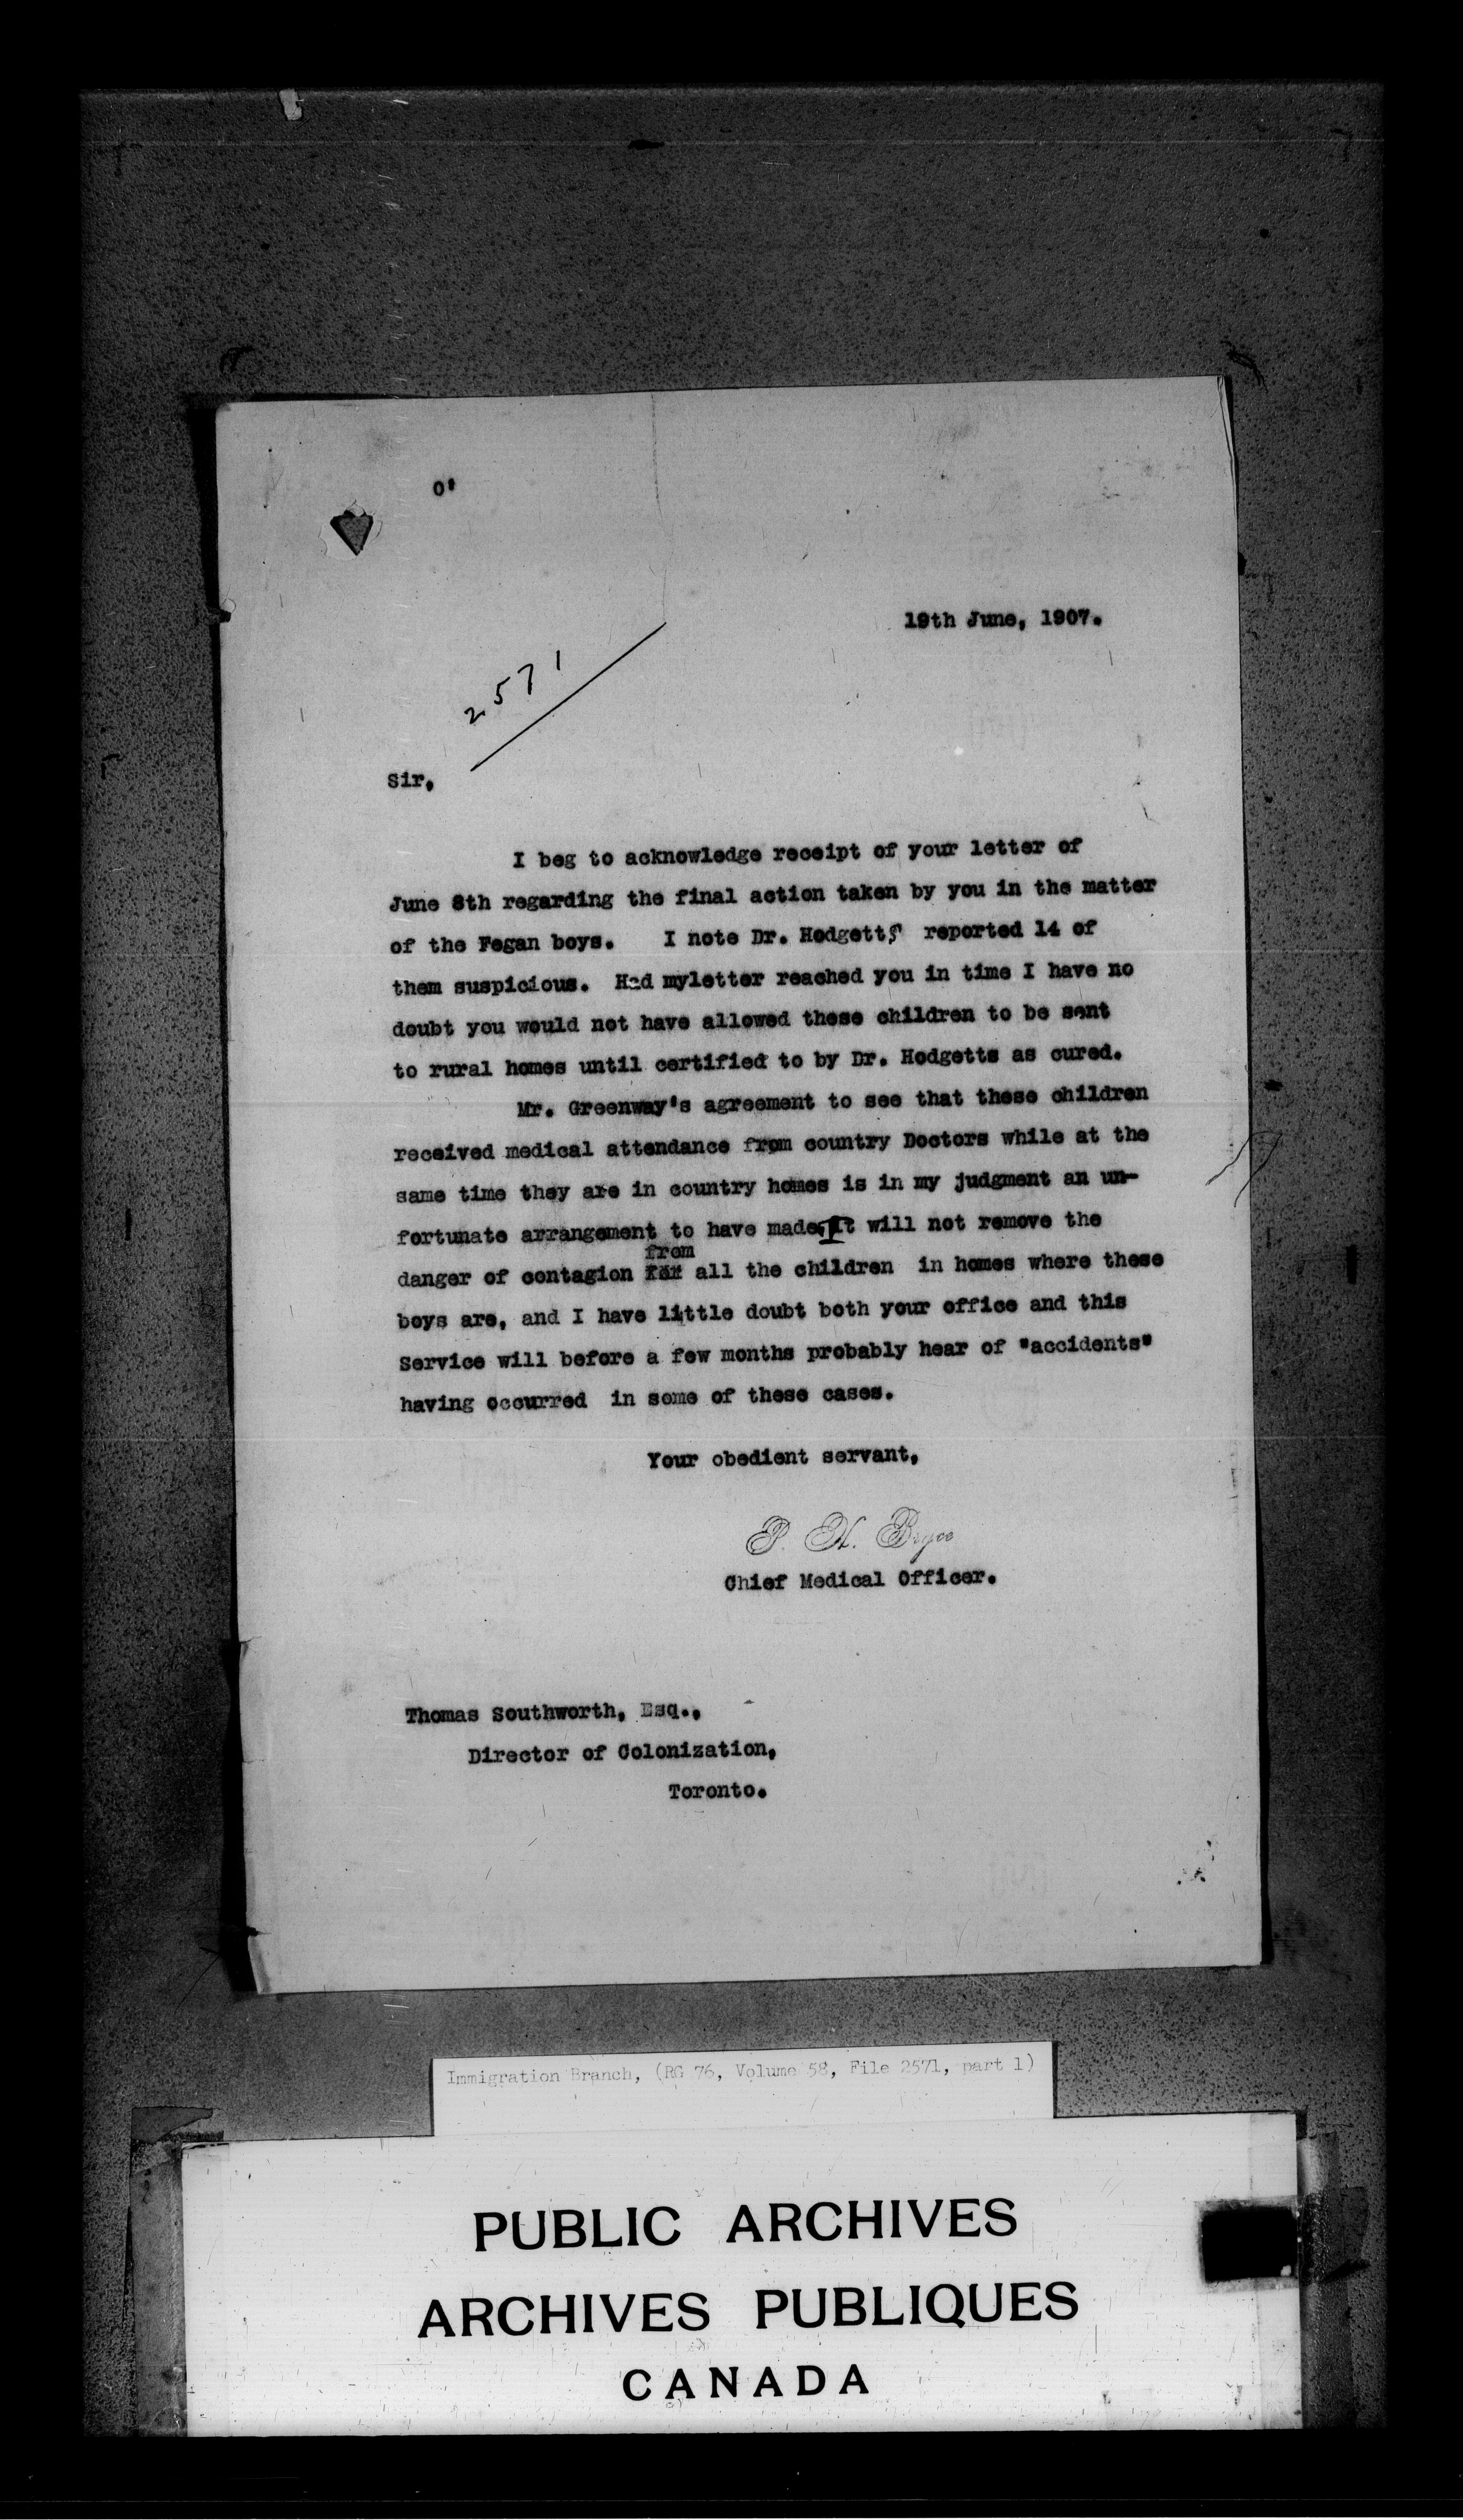 O'
19th June, 1907.
2571
Sir,
I beg to acknowledge receipt of your letter of
June 8th regarding the final action taken by you in the matter
of the Fegan boys. I note Dr. Hodgetts reported 14 of
them suspicious. Had myletter reached you in time I have no
doubt you would not have allowed these children to be sent
to rural homes until certified to by Dr. Hodgetts as cured.
Mr. Greenway's agreement to see that these children
received medical attendance from country Doctors while at the
same time they are in country homes is in my judgment an un-
fortunate arrangement to have made. It will not remove the
from
danger of contagion for all the children in homes where these
boys are, and I have little doubt both your office and this
Service will before a few months probably hear of "accidents"
having occurred in some of these cases.
Your obedient servant,
P. H. Bryce
Chief Medical Officer.
Thomas Southworth, Esq.,
Director of Colonization,
Toronto.
Immigration Branch, (RG 76, Volume 58, File 2571, part 1)
PUBLIC ARCHIVES
ARCHIVES PUBLIQUES
CANADA